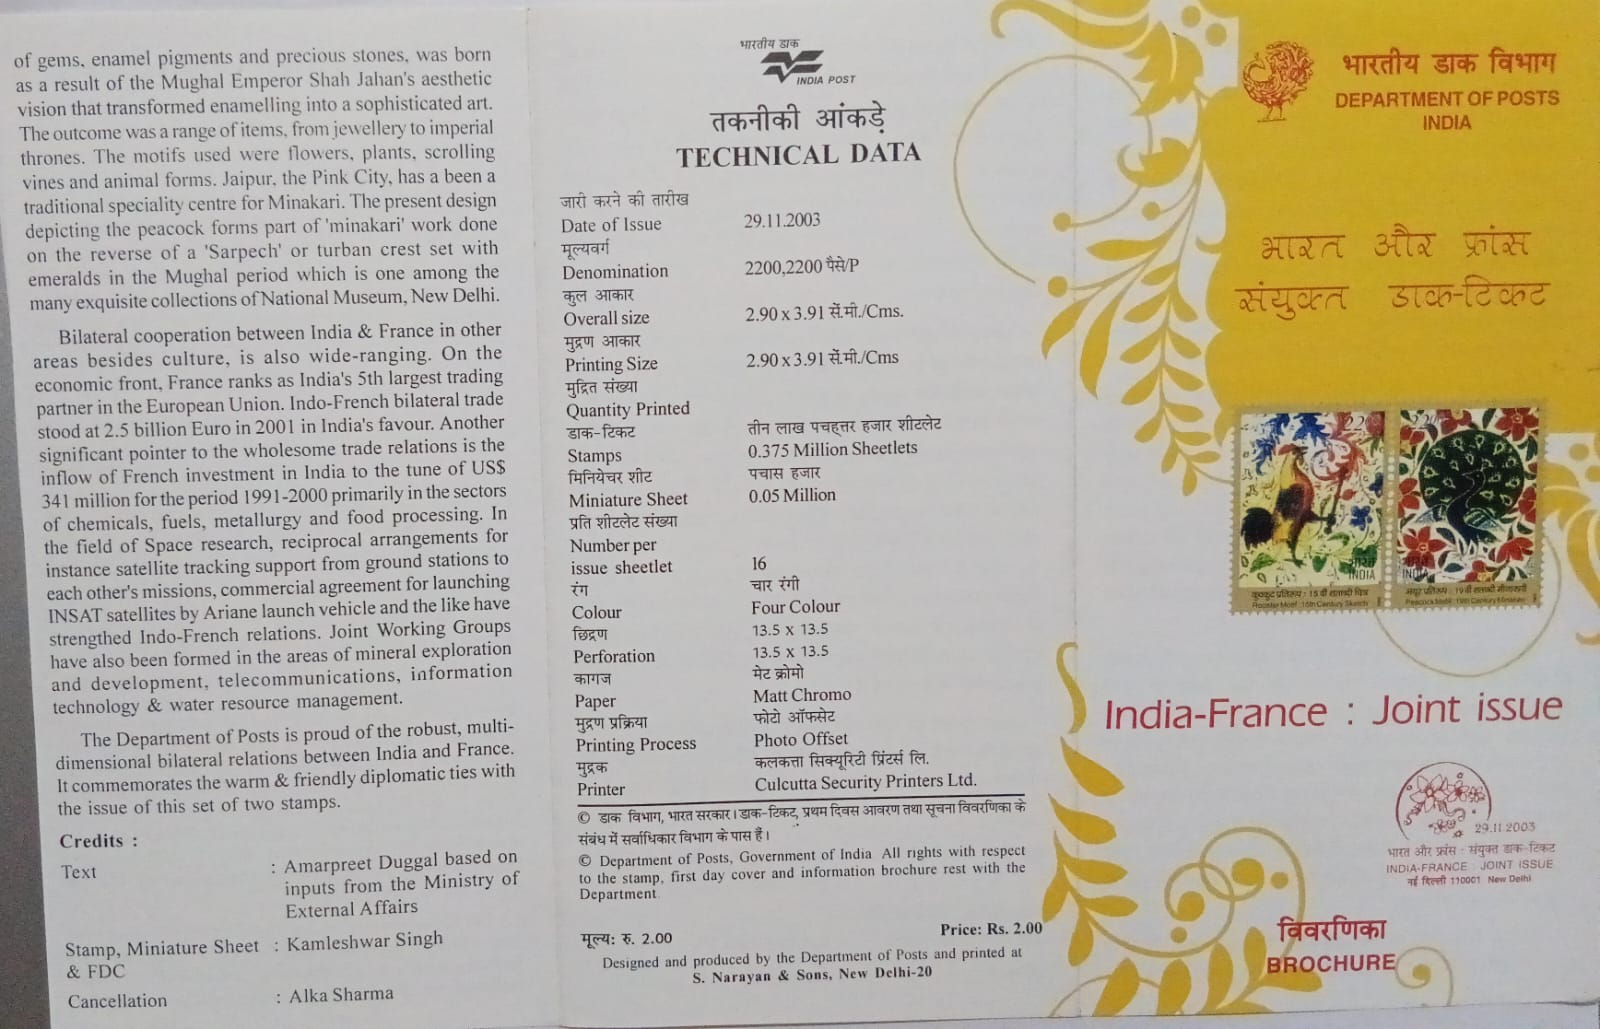 of gems, enamel pigments and precious stones, was born
as a result of the Mughal Emperor Shah Jahan's aesthetic
vision that transformed enamelling into a sophisticated art.
The outcome was a range of items, from jewellery to imperial
thrones. The motifs used were flowers, plants, scrolling
vines and animal forms. Jaipur, the Pink City, has a been a
traditional speciality centre for Minakari. The present design
depicting the peacock forms part of 'minakari' work done
on the reverse of a 'Sarpech' or turban crest set with
emeralds in the Mughal period which is one among the
many exquisite collections of National Museum, New Delhi.
Bilateral cooperation between India & France in other
areas besides culture, is also wide-ranging. On the
economic front, France ranks as India's 5th largest trading
partner in the European Union. Indo-French bilateral trade
stood at 2.5 billion Euro in 2001 in India's favour. Another
significant pointer to the wholesome trade relations is the
inflow of French investment in India to the tune of US$
341 million for the period 1991-2000 primarily in the sectors
of chemicals, fuels, metallurgy and food processing. In
the field of Space research, reciprocal arrangements for
instance satellite tracking support from ground stations to
each other's missions, commercial agreement for launching
INSAT satellites by Ariane launch vehicle and the like have
strengthed Indo-French relations. Joint Working Groups
have also been formed in the areas of mineral exploration
and development, telecommunications, information
technology & water resource management.
The Department of Posts is proud of the robust, multi-
dimensional bilateral relations between India and France.
It commemorates the warm & friendly diplomatic ties with
the issue of this set of two stamps.
Credits :
Text : Amarpreet Duggal based on
inputs from the Ministry of
External Affairs
Stamp, Miniature Sheet : Kamleshwar Singh
& FDC
Cancellation : Alka Sharma
भारतीय डाक
INDIA POST
तकनीकी आंकड़े
TECHNICAL DATA
जारी करने की तारीख
Date of Issue 29.11.2003
मूल्यवर्ग
Denomination 2200,2200 पैसे/P
कुल आकार
Overall size 2.90 x 3.91 सें.मी./Cms.
मुद्रण आकार
Printing Size 2.90 x 3.91 सें.मी./Cms
मुद्रित संख्या
Quantity Printed
डाक-टिकट तीन लाख पचहत्तर हजार शीटलेट
Stamps 0.375 Million Sheetlets
मिनियेचर शीट पचास हजार
Miniature Sheet 0.05 Million
प्रति शीटलेट संख्या
Number per
issue sheetlet 16
रंग चार रंगी
Colour Four Colour
छिद्रण 13.5 x 13.5
Perforation 13.5 x 13.5
कागज मेट क्रोमो
Paper Matt Chromo
मुद्रण प्रक्रिया फोटो ऑफसेट
Printing Process Photo Offset
मुद्रक कलकत्ता सिक्यूरिटी प्रिंटर्स लि.
Printer Culcutta Security Printers Ltd.
© डाक विभाग, भारत सरकार। डाक-टिकट, प्रथम दिवस आवरण तथा सूचना विवरणिका के
संबंध में सर्वाधिकार विभाग के पास हैं।
© Department of Posts, Government of India All rights with respect
to the stamp, first day cover and information brochure rest with the
Department.
मूल्य: रु. 2.00 Price: Rs. 2.00
Designed and produced by the Department of Posts and printed at
S. Narayan & Sons, New Delhi-20
भारतीय डाक विभाग
DEPARTMENT OF POSTS
INDIA
भारत और फ्रांस
संयुक्त डाक-टिकट
2200 2200
भारत INDIA भारत INDIA
कुक्कुट प्रतिरूप : 15 वीं शताब्दी चित्र मयूर प्रतिरूप : 19 वीं शताब्दी मीनाकारी
Rooster Motif : 15th Century Sketch Peacock Motif : 19th Century Minakari
India-France : Joint issue
29.11.2003
भारत और फ्रांस : संयुक्त डाक-टिकट
INDIA-FRANCE : JOINT ISSUE
नई दिल्ली 110001 New Delhi
विवरणिका
BROCHURE